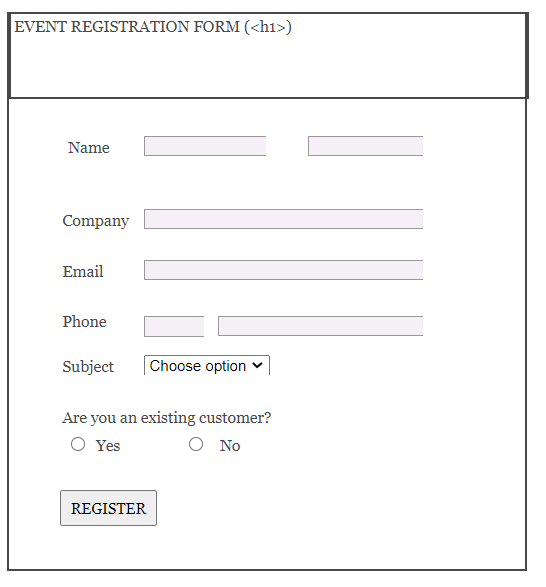 EVENT REGISTRATION FORM (<h1>)
Name
Company
Email
Phone
Subject Choose option
Are you an existing customer?
Yes No
REGISTER